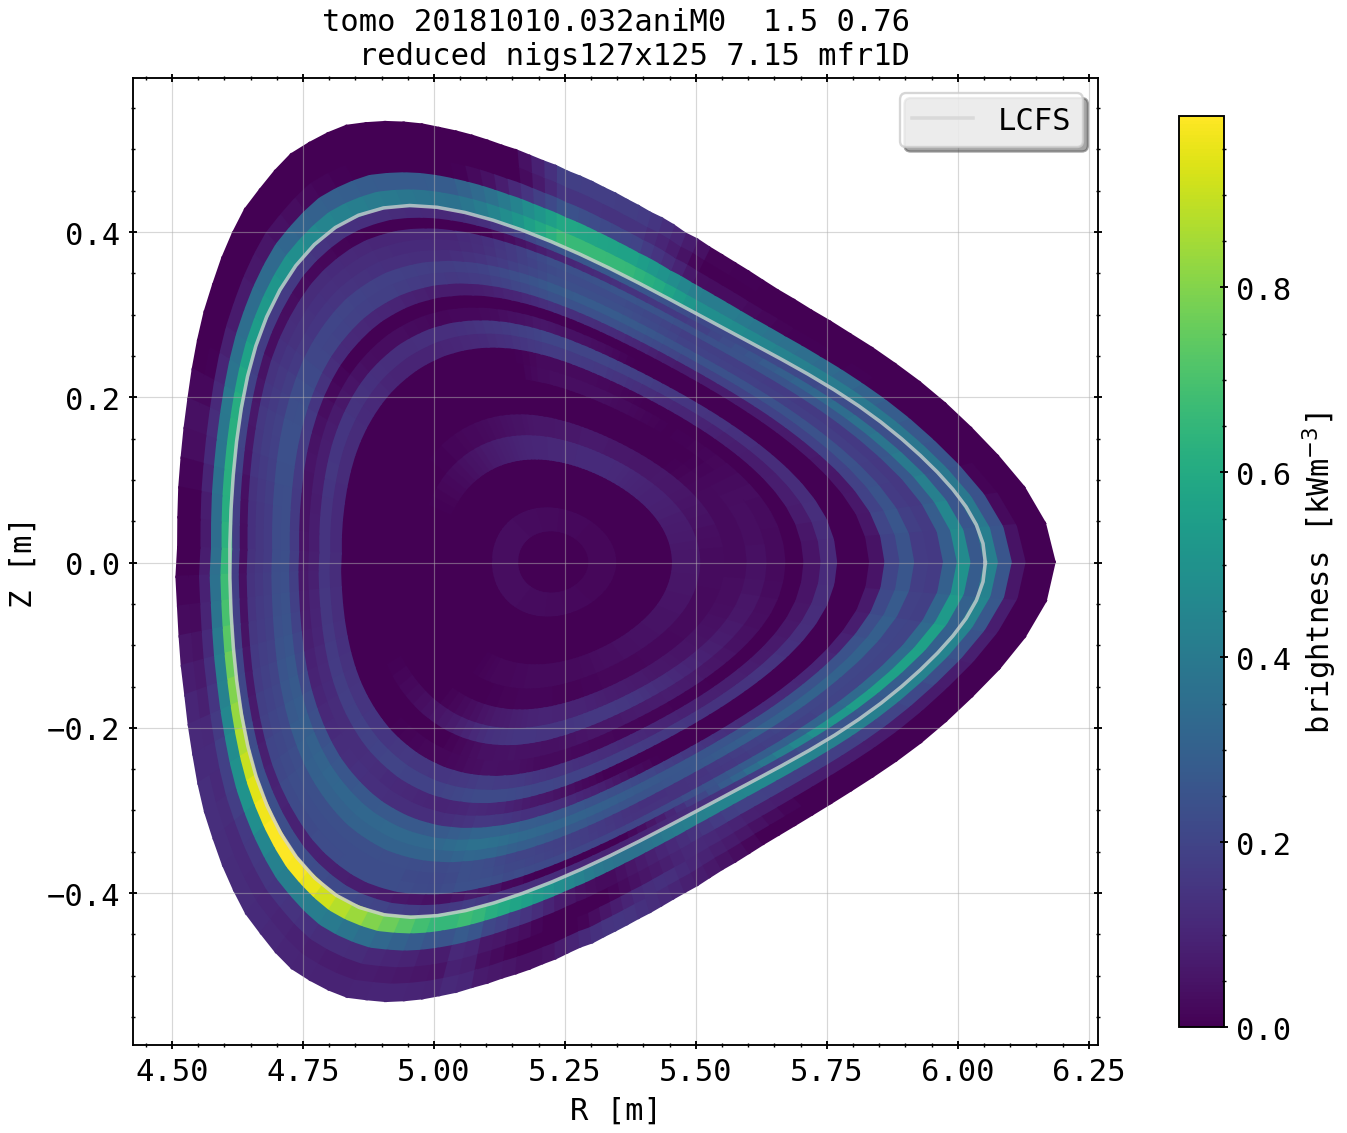 tomo 20181010.032aniM0  1.5 0.76
reduced nigs127x125 7.15 mfr1D
LCFS
0.4
0.2
0.0
−0.2
−0.4
Z [m]
4.50 4.75 5.00 5.25 5.50 5.75 6.00 6.25
R [m]
0.8
0.6
0.4
0.2
0.0
brightness [kWm⁻³]